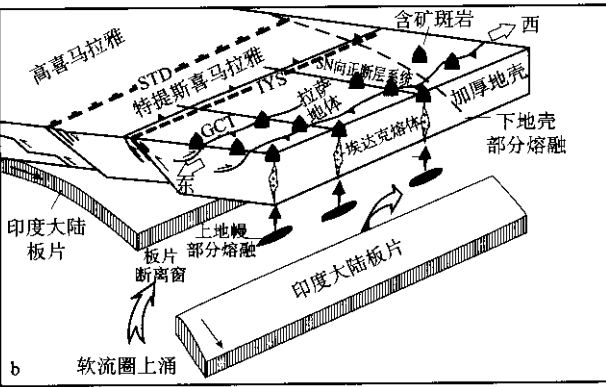 含矿斑岩
西
高喜马拉雅
STD
特提斯喜马拉雅
IYS
SN向正断层系统
加厚地壳
拉萨
地体
GCT
埃达克熔体
下地壳
部分熔融
东
印度大陆
板片
上地幔
部分熔融
板片
断离窗
印度大陆板片
软流圈上涌
b